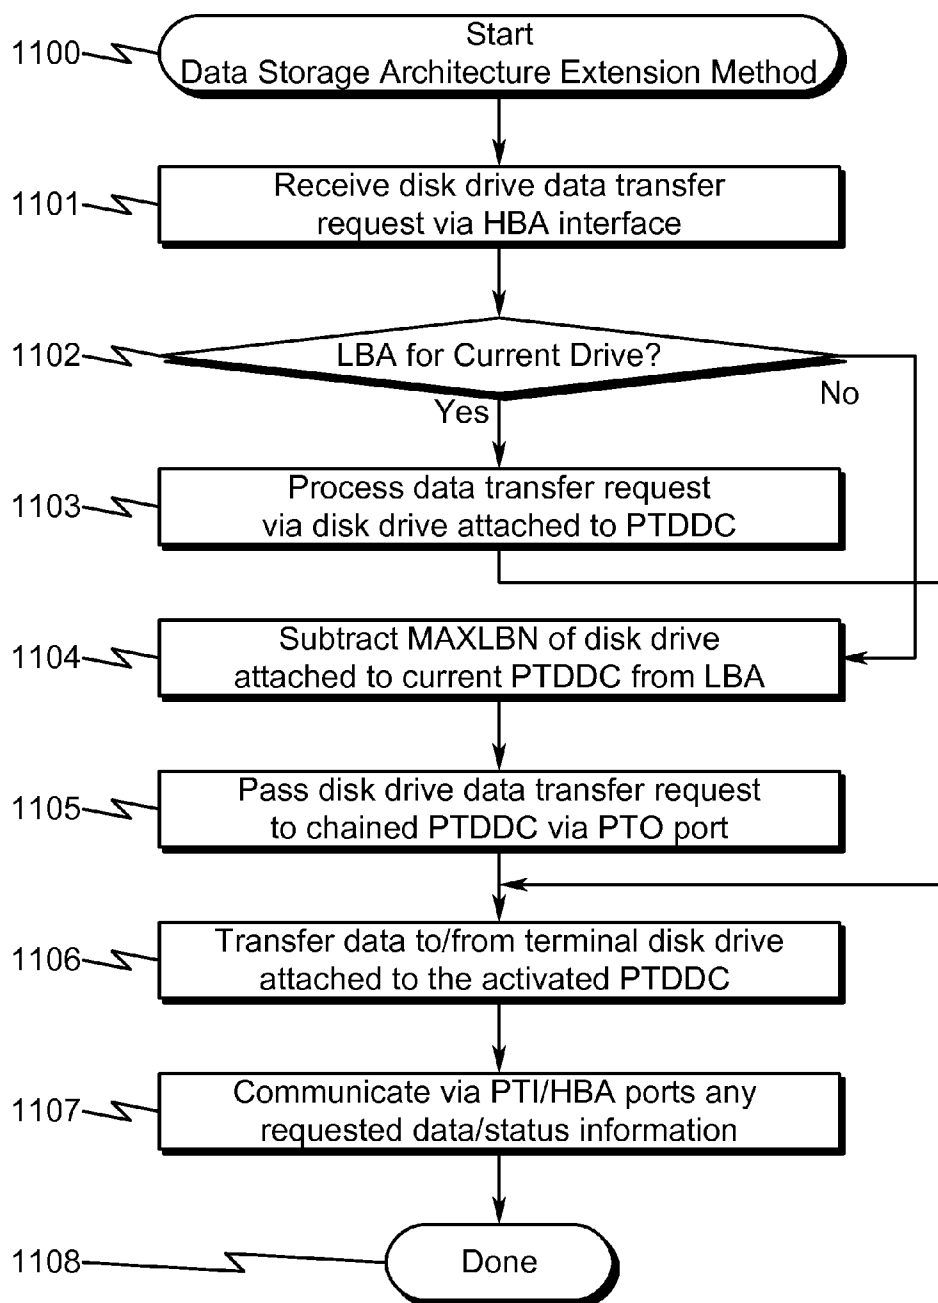 1100
Start
Data Storage Architecture Extension Method
1101
Receive disk drive data transfer
request via HBA interface
1102
LBA for Current Drive?
Yes
No
1103
Process data transfer request
via disk drive attached to PTDDC
1104
Subtract MAXLBN of disk drive
attached to current PTDDC from LBA
1105
Pass disk drive data transfer request
to chained PTDDC via PTO port
1106
Transfer data to/from terminal disk drive
attached to the activated PTDDC
1107
Communicate via PTI/HBA ports any
requested data/status information
1108
Done